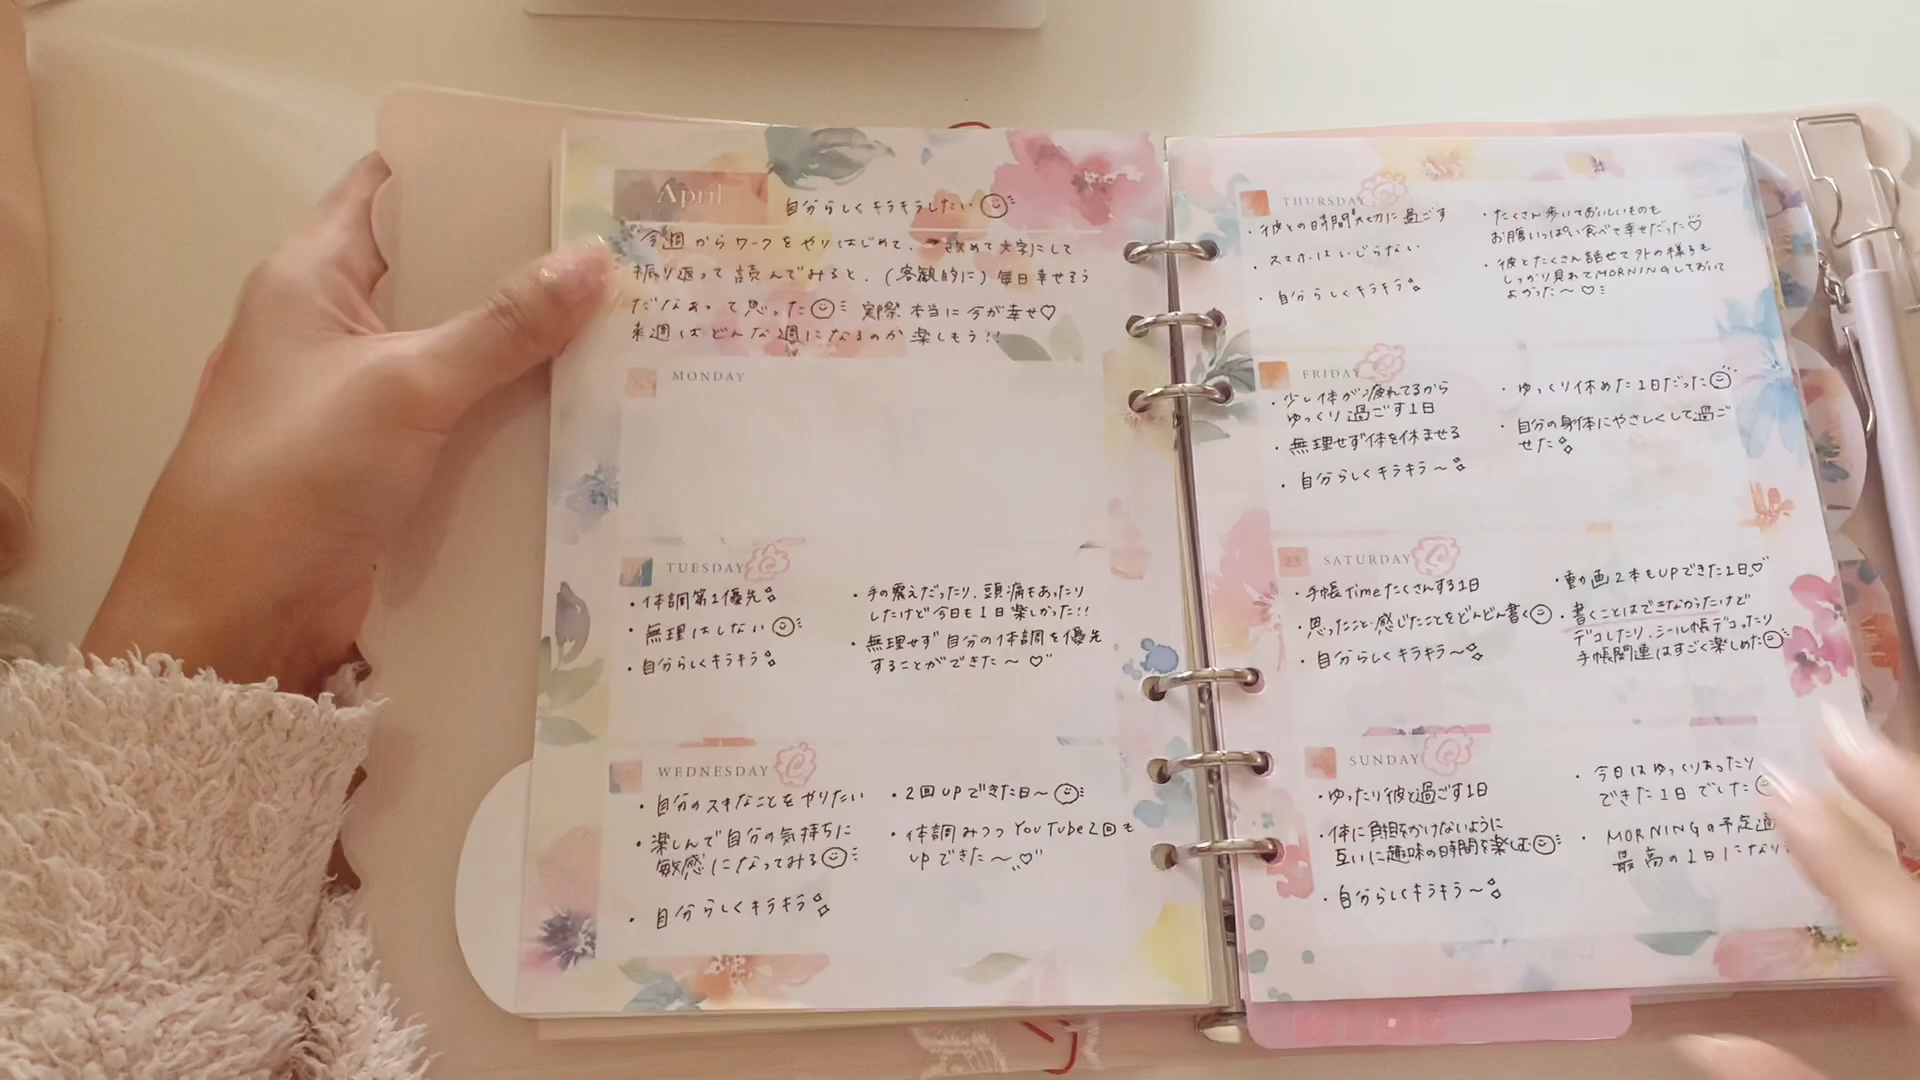 April
自分らしくキラキラしたい
今週からワークをやりはじめて、改めて文字にして
振り返って読んでみると、(客観的に)毎日幸せそう
だなぁって思った 実際本当に今が幸せ♡
来週はどんな週になるのか楽しもう!!
MONDAY
TUESDAY
・体調第1優先
・無理はしない
・自分らしくキラキラ
・手の震えだったり、頭痛もあったり
したけど今日も1日楽しかった!!
・無理せず自分の体調を優先
することができた〜♡
WEDNESDAY
・自分のスキなことをやりたい
・楽しんで自分の気持ちに
敏感になってみる
・自分らしくキラキラ
・2回UPできた日〜
・体調みつつYouTube2回も
UPできた〜♡
THURSDAY
・彼との時間大切に過ごす
・スマホはいじらない
・自分らしくキラキラ
・たくさん歩いておいしいものも
お腹いっぱい食べて幸せだった♡
・彼とたくさん話せて外の様子も
しっかり見れてMORNINGしておいて
よかった〜♡
FRIDAY
・少し体が疲れてるから
ゆっくり過ごす1日
・無理せず体を休ませる
・自分らしくキラキラ〜
・ゆっくり休めた1日だった
・自分の身体にやさしくして過ご
せた
23
SATURDAY
・手帳Timeたくさんする1日
・思ったこと・感じたことをどんどん書く
・自分らしくキラキラ〜
・動画2本もUPできた1日♡
・書くことはできなかったけど
デコしたり、シール帳デコったり
手帳関連はすごく楽しめた
SUNDAY
・ゆったり彼と過ごす1日
・体に負担をかけないように
互いに趣味の時間を楽しむ
・自分らしくキラキラ〜
・今日はゆっくりあったり
できた1日でした
・MORNINGの予定通
最高の1日になり